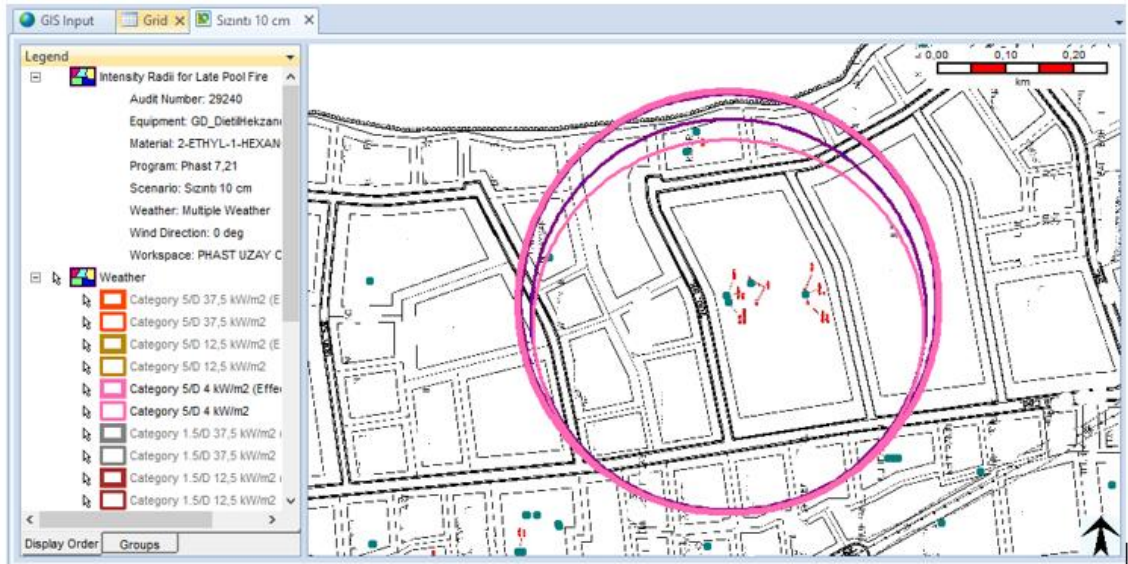 GIS Input Grid Sızıntı 10 cm
Legend
Intensity Radii for Late Pool Fire
Audit Number: 29240
Equipment: GD_DietilHekzan
Material: 2-ETHYL-1-HEXAN
Program: Phast 7,21
Scenario: Sızıntı 10 cm
Weather: Multiple Weather
Wind Direction: 0 deg
Workspace: PHAST UZAY C
Weather
Category 5/D 37,5 kW/m2 (E
Category 5/D 37,5 kW/m2
Category 5/D 12,5 kW/m2 (E
Category 5/D 12,5 kW/m2
Category 5/D 4 kW/m2 (Effe
Category 5/D 4 kW/m2
Category 1.5/D 37,5 kW/m2
Category 1.5/D 37,5 kW/m2
Category 1.5/D 12,5 kW/m2
Category 1.5/D 12,5 kW/m2
Display Order Groups
0,00 0,10 0,20
km